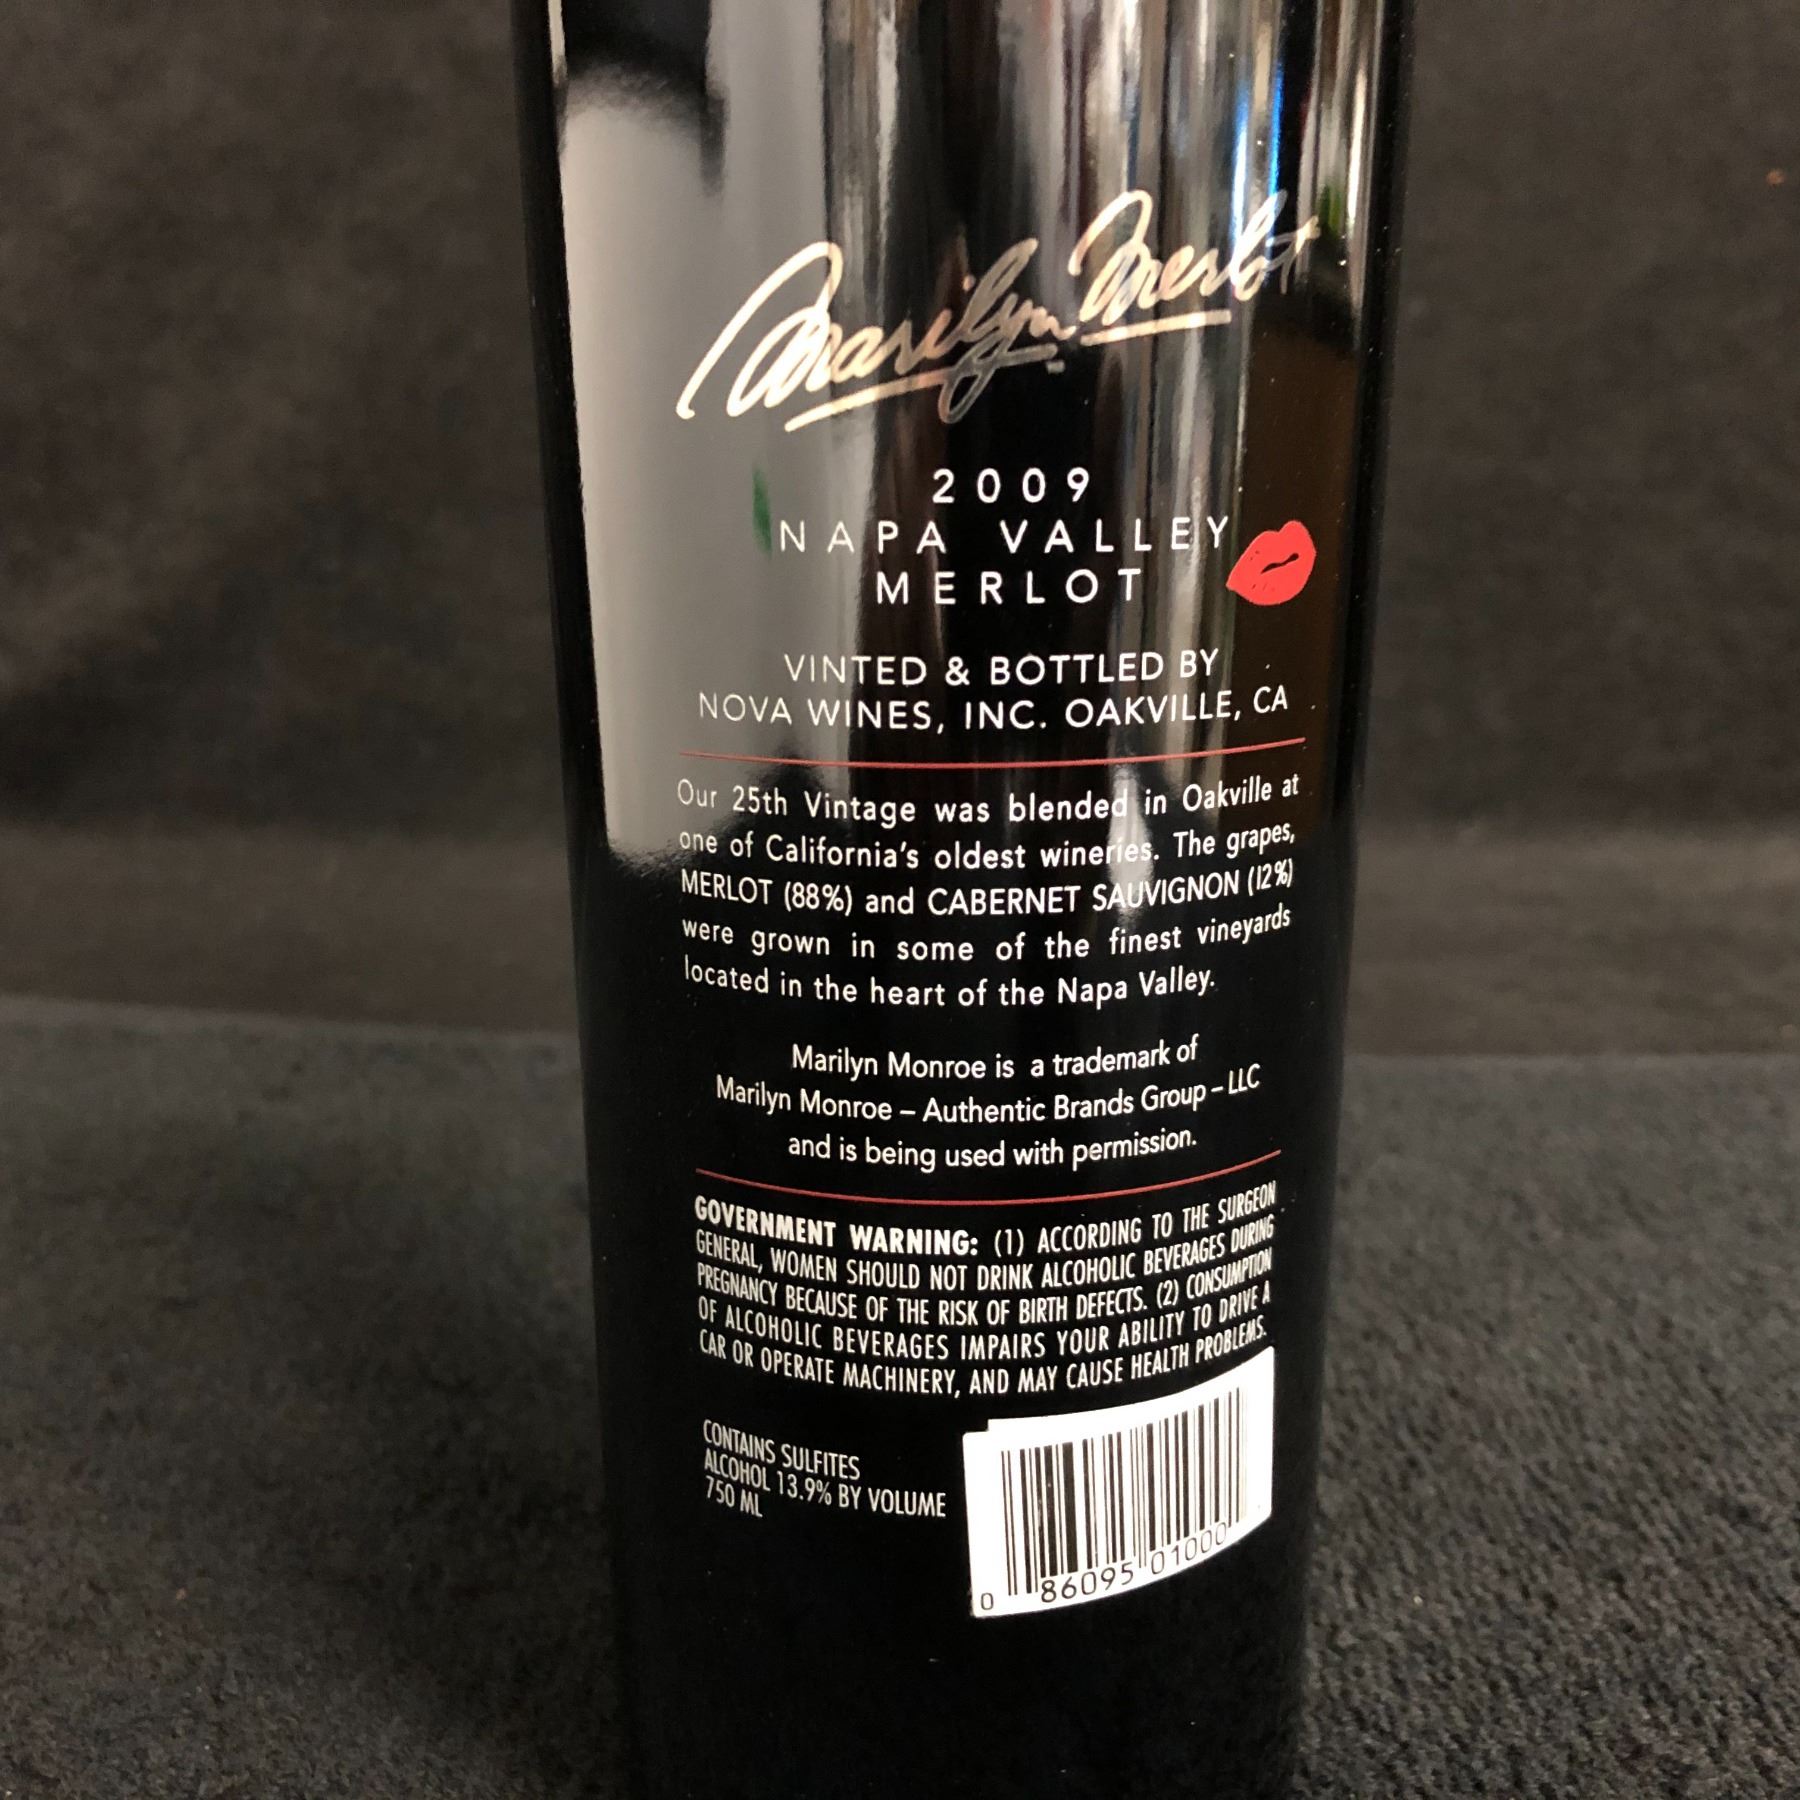 Marilyn Merlot
™
2009
NAPA VALLEY
MERLOT
VINTED & BOTTLED BY
NOVA WINES, INC. OAKVILLE, CA
Our 25th Vintage was blended in Oakville at
one of California's oldest wineries. The grapes,
MERLOT (88%) and CABERNET SAUVIGNON (12%)
were grown in some of the finest vineyards
located in the heart of the Napa Valley.
Marilyn Monroe is a trademark of
Marilyn Monroe – Authentic Brands Group – LLC
and is being used with permission.
GOVERNMENT WARNING: (1) ACCORDING TO THE SURGEON
GENERAL, WOMEN SHOULD NOT DRINK ALCOHOLIC BEVERAGES DURING
PREGNANCY BECAUSE OF THE RISK OF BIRTH DEFECTS. (2) CONSUMPTION
OF ALCOHOLIC BEVERAGES IMPAIRS YOUR ABILITY TO DRIVE A
CAR OR OPERATE MACHINERY, AND MAY CAUSE HEALTH PROBLEMS.
CONTAINS SULFITES
ALCOHOL 13.9% BY VOLUME
750 ML
0 86095 01000